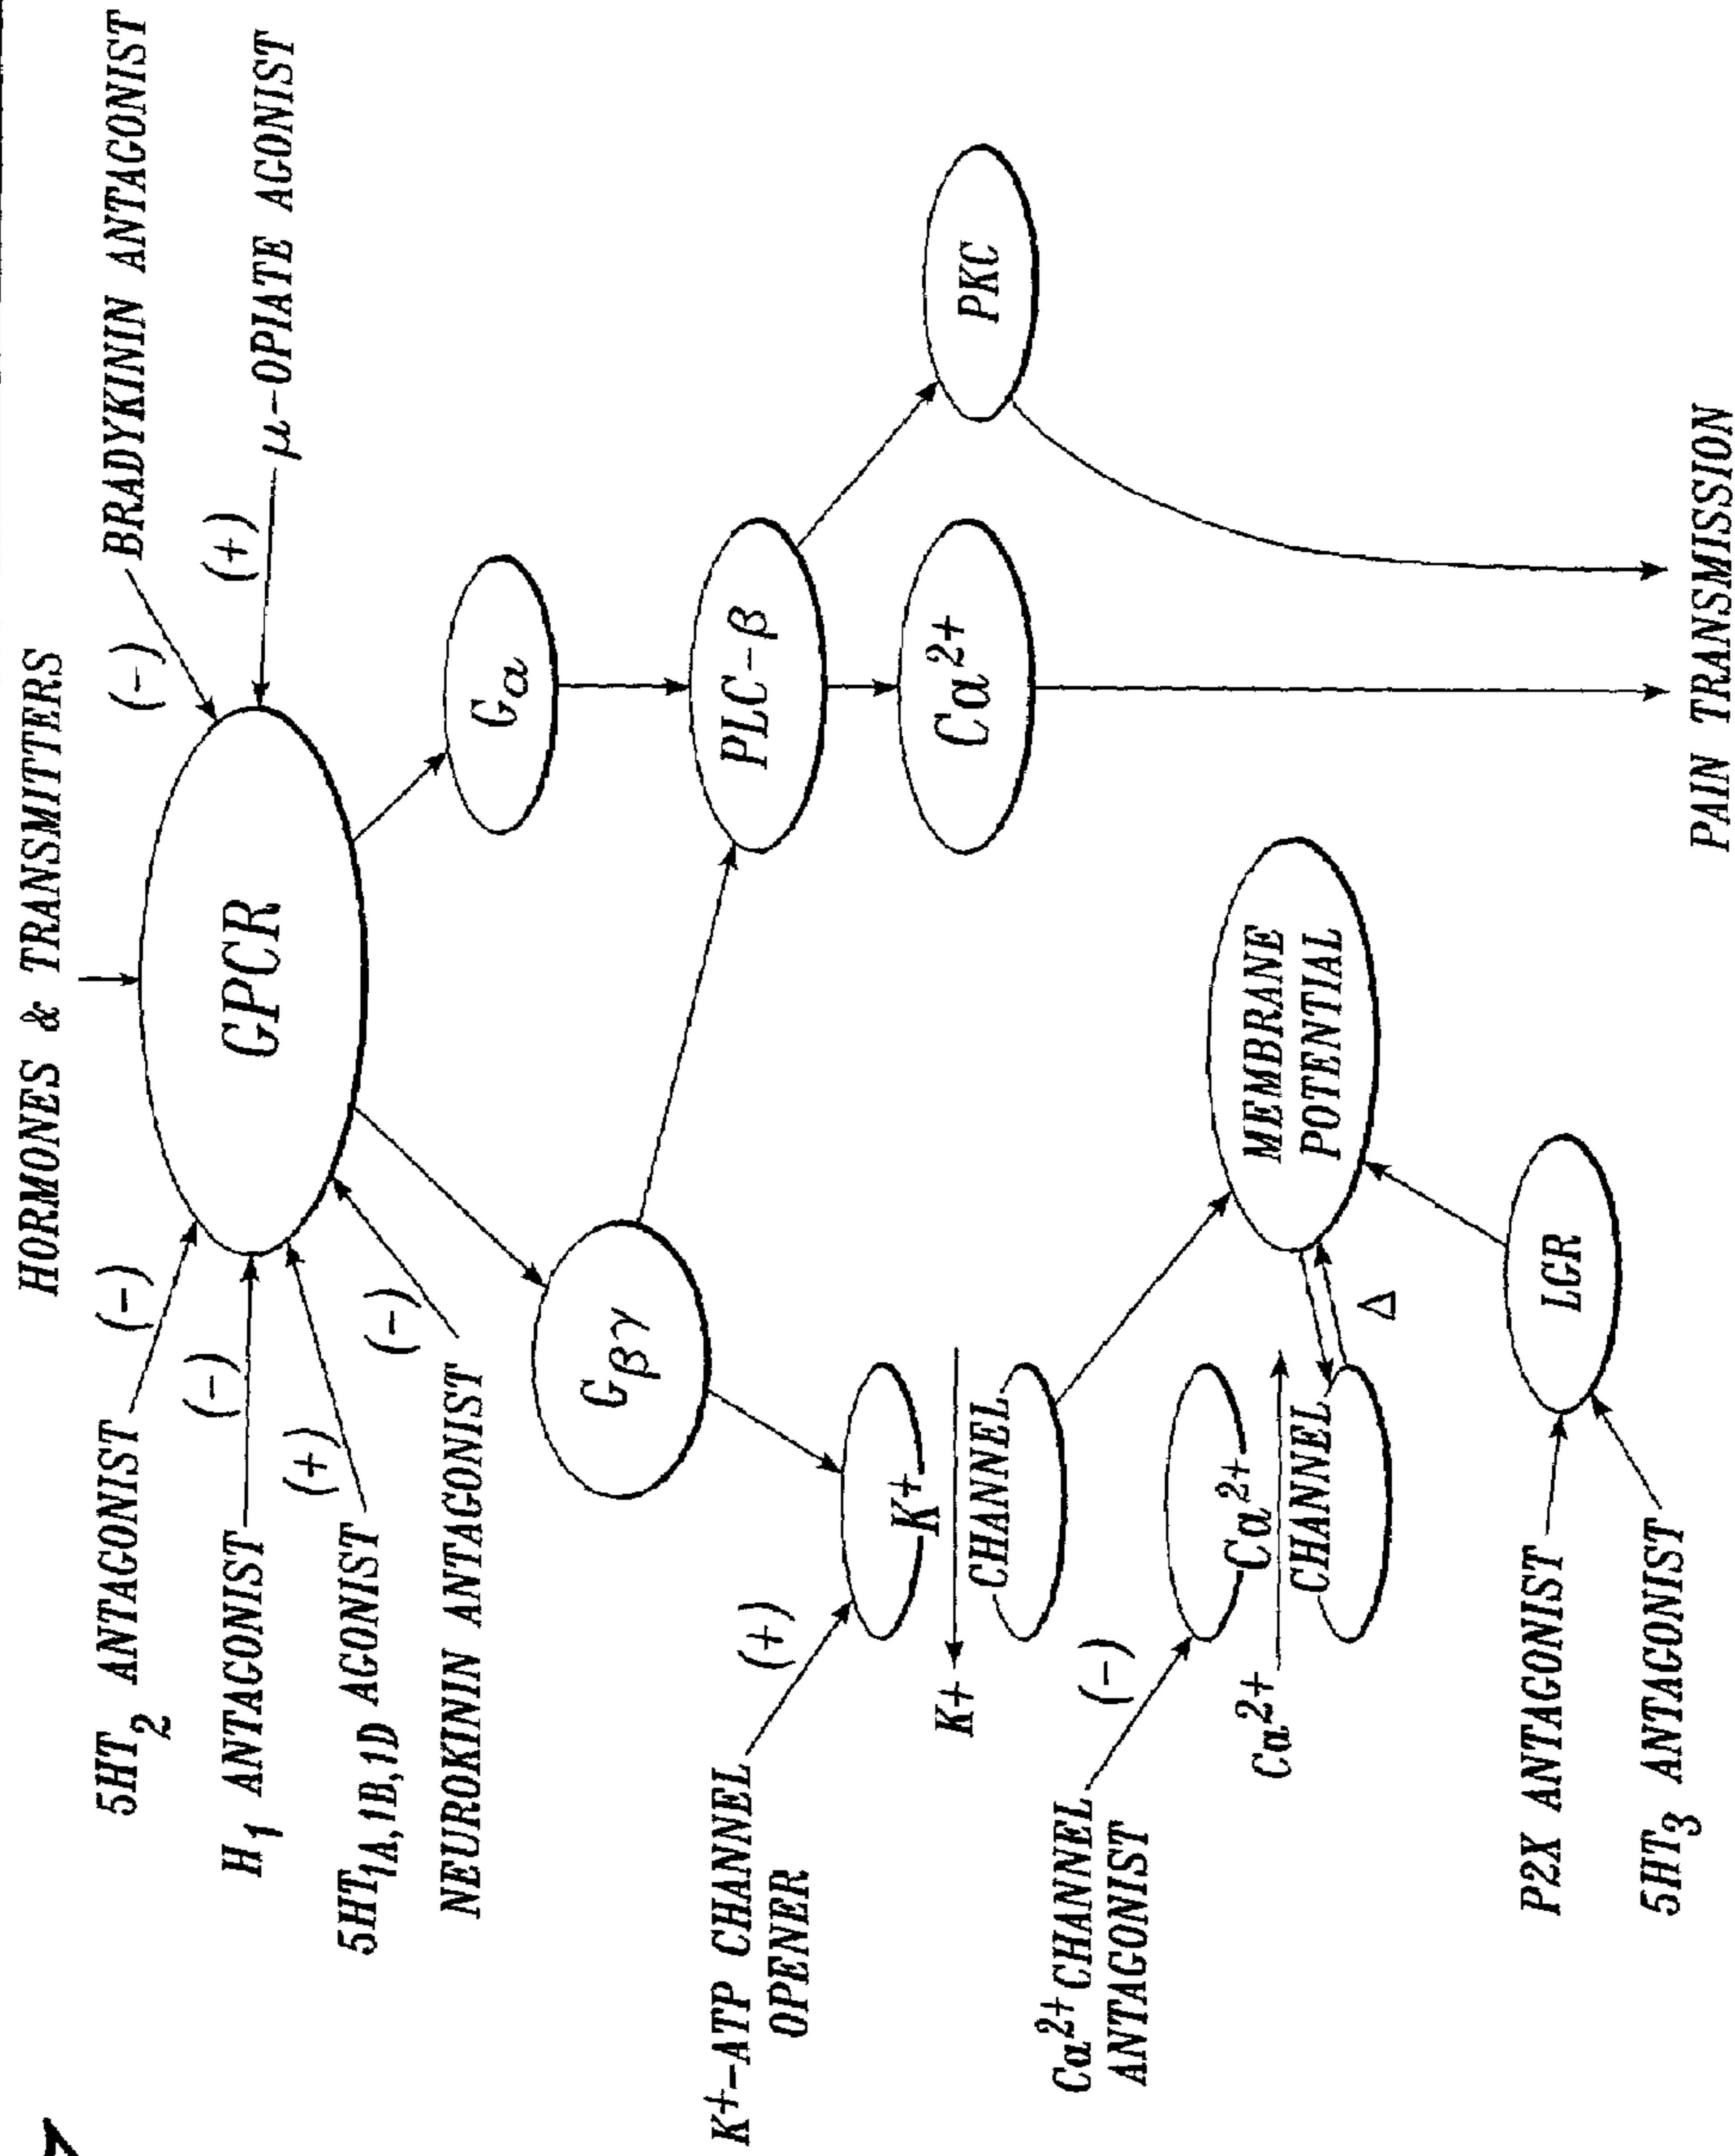 HORMONES & TRANSMITTERS
5HT2 ANTAGONIST
(-)
(-)
BRADYKININ ANTAGONIST
H1 ANTAGONIST
(-)
GPCR
(+)
μ-OPIATE AGONIST
5HT1A,1B,1D AGONIST
(+)
NEUROKININ ANTAGONIST
(-)
Gα
Gβγ
K+-ATP CHANNEL
OPENER
(+)
PLC-β
K+
K+
CHANNEL
Ca2+
PKC
Ca2+CHANNEL
ANTAGONIST
(-)
Ca2+
Ca2+
CHANNEL
MEMBRANE
POTENTIAL
Δ
P2X ANTAGONIST
LGR
5HT3 ANTAGONIST
PAIN TRANSMISSION